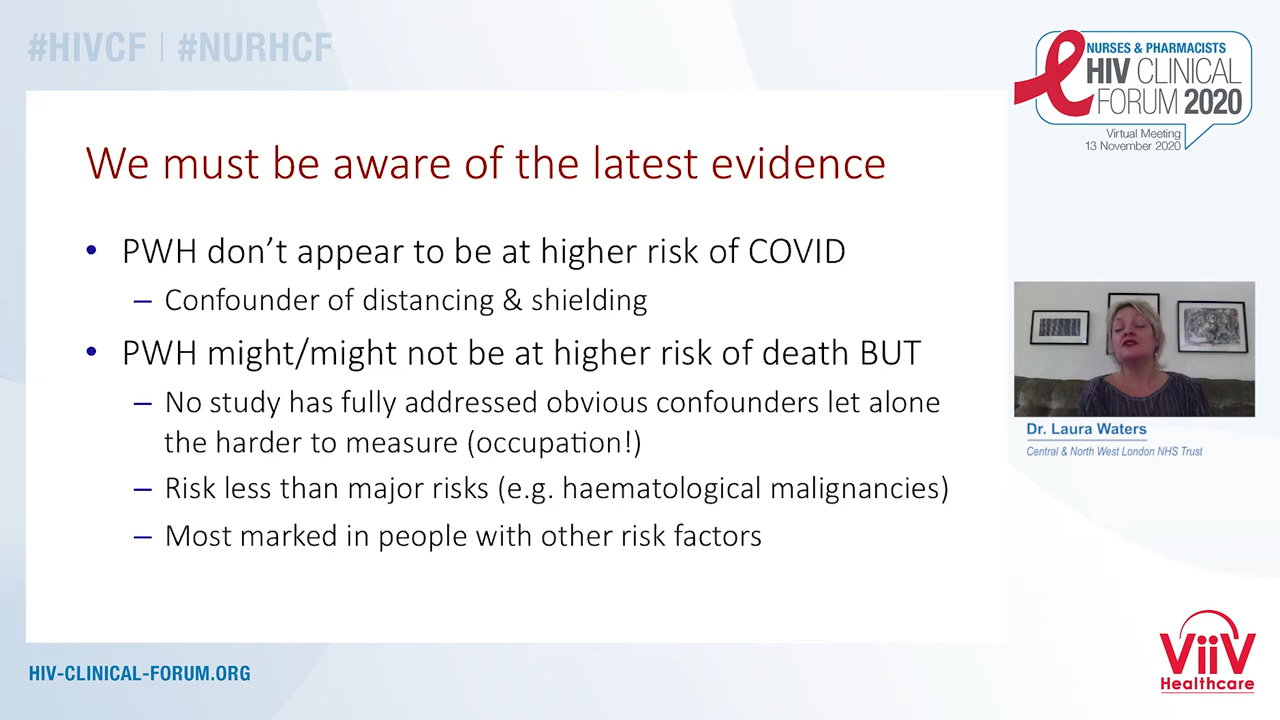 #HIVCF | #NURHCF
NURSES & PHARMACISTS
HIV CLINICAL
FORUM 2020
Virtual Meeting
13 November 2020
We must be aware of the latest evidence
• PWH don’t appear to be at higher risk of COVID
– Confounder of distancing & shielding
• PWH might/might not be at higher risk of death BUT
– No study has fully addressed obvious confounders let alone
the harder to measure (occupation!)
– Risk less than major risks (e.g. haematological malignancies)
– Most marked in people with other risk factors
Dr. Laura Waters
Central & North West London NHS Trust
HIV-CLINICAL-FORUM.ORG
ViiV
Healthcare